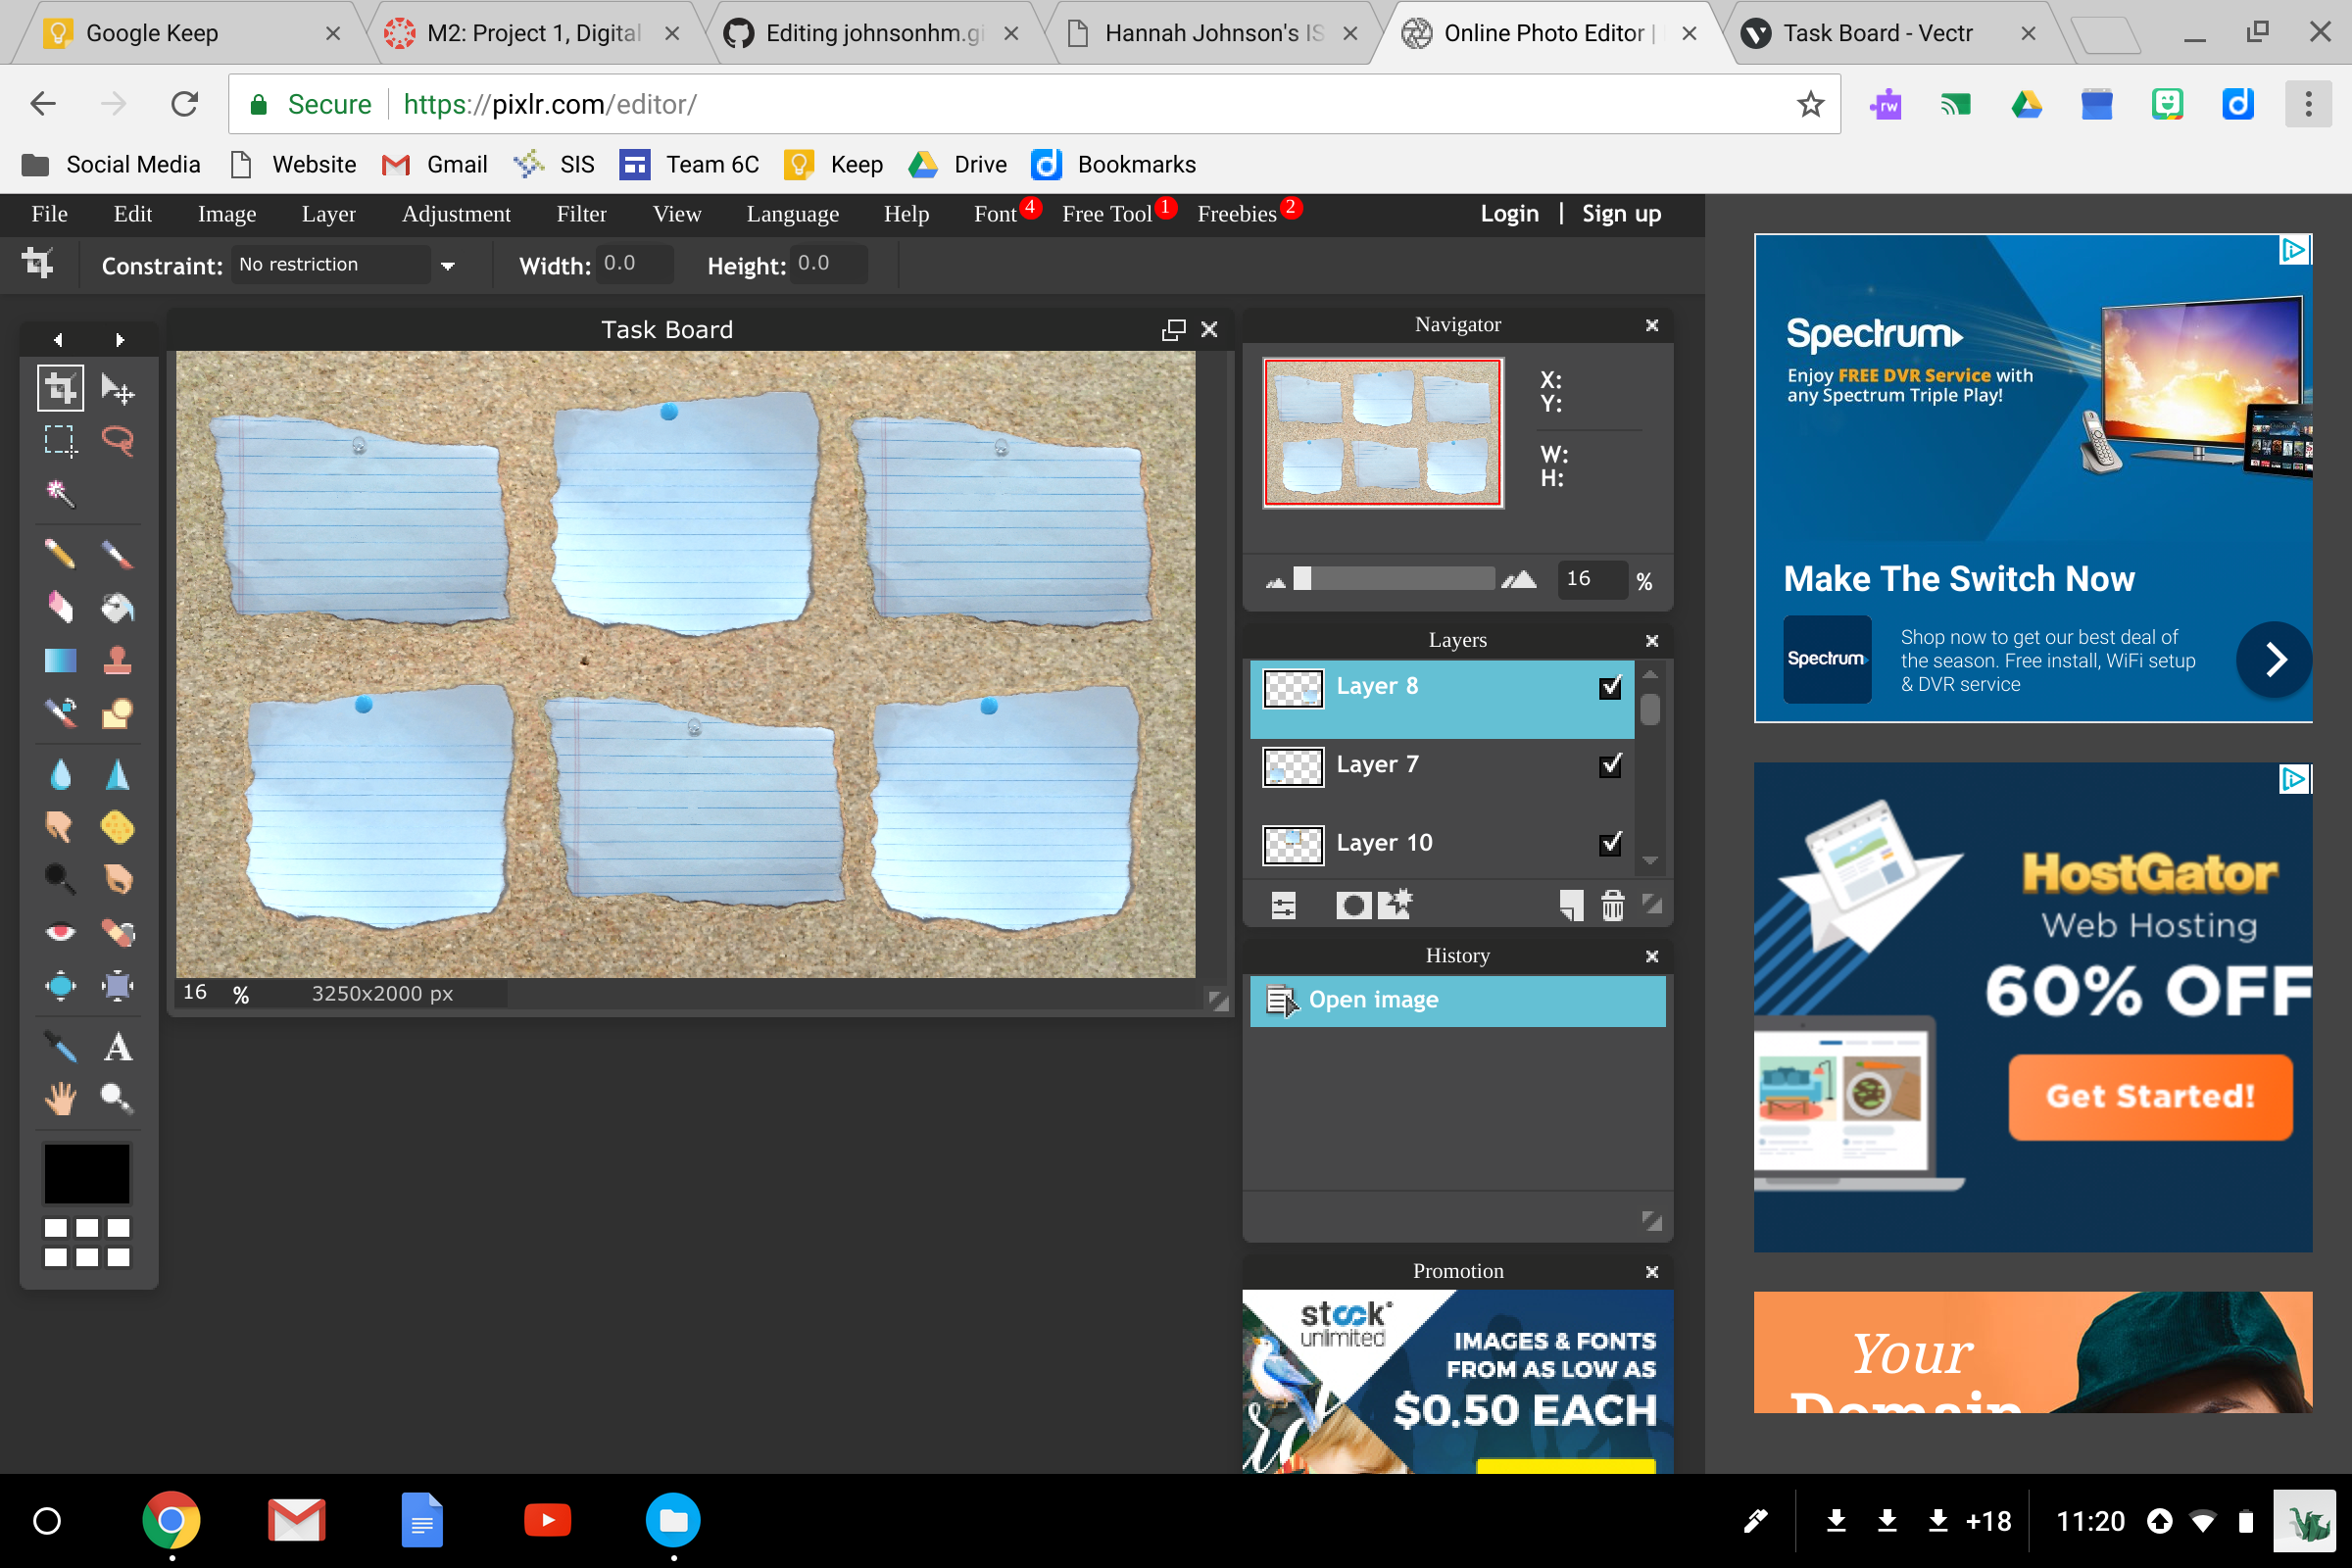 Google Keep
M2: Project 1, Digital
Editing johnsonhm.gi
Hannah Johnson's IS
Online Photo Editor |
Task Board - Vectr
Secure
https://pixlr.com/editor/
rw
Social Media
Website
Gmail
SIS
Team 6C
Keep
Drive
Bookmarks
File
Edit
Image
Layer
Adjustment
Filter
View
Language
Help
Font 4
Free Tool 1
Freebies 2
Login | Sign up
Constraint: No restriction
Width: 0.0
Height: 0.0
Task Board
16 %
3250x2000 px
A
Navigator
X:
Y:
W:
H:
16 %
Layers
Layer 8
Layer 7
Layer 10
History
Open image
Promotion
stock
unlimited
IMAGES & FONTS
FROM AS LOW AS
$0.50 EACH
Spectrum
Enjoy FREE DVR Service with
any Spectrum Triple Play!
Make The Switch Now
Spectrum
Shop now to get our best deal of
the season. Free install, WiFi setup
& DVR service
HostGator
Web Hosting
60% OFF
Get Started!
Your
Domain
+18
11:20